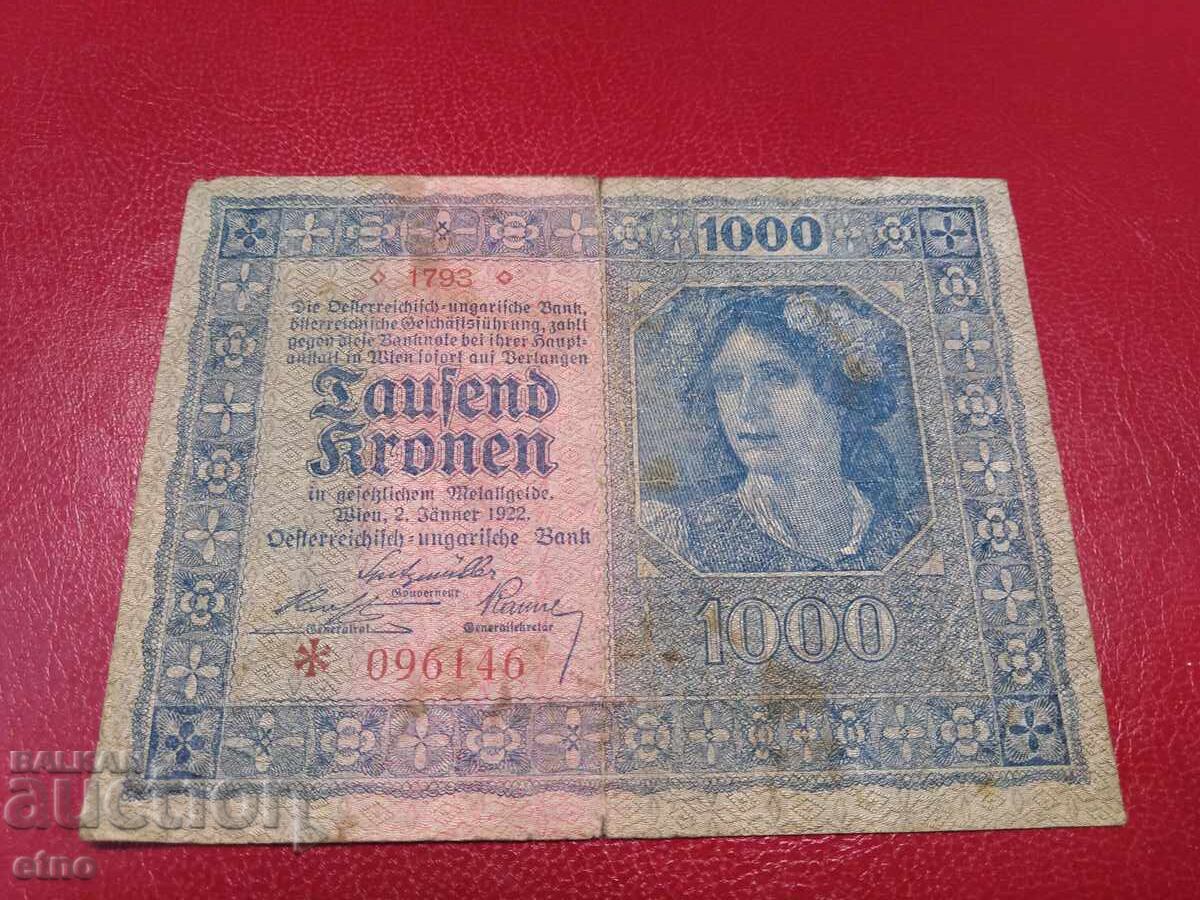 1000
◇ 1793 ◇
Die Oesterreichisch-ungarische Bank,
österreichische Geschäftsführung, zahlt
gegen diese Banknote bei ihrer Haupt-
anstalt in Wien sofort auf Verlangen
Tausend
Kronen
in gesetzlichem Metallgelde.
Wien, 2. Jänner 1922.
Oesterreichisch-ungarische Bank
Spitzmüller
Gouverneur
Generalrat
Generalsekretär
* 096146
1000
BALKAN
auction
etno